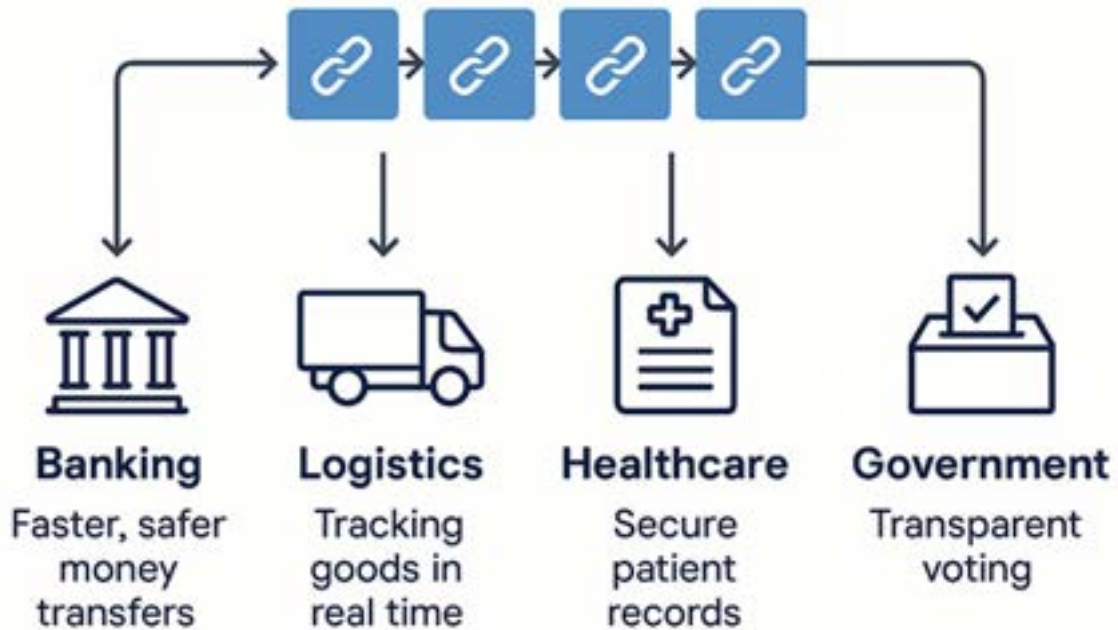 Banking
Faster, safer
money
transfers
Logistics
Tracking
goods in
real time
Healthcare
Secure
patient
records
Government
Transparent
voting